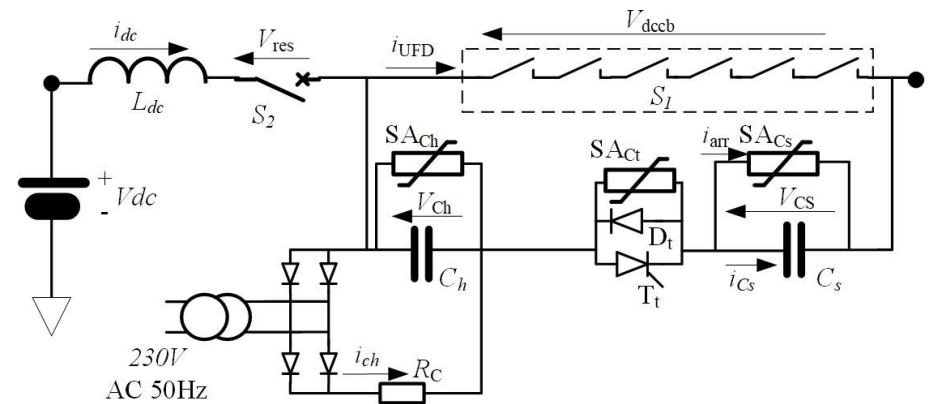 i_dc
V_res
i_UFD
V_dccb
L_dc
S_2
S_1
SA_Ch
SA_Ct
i_arr
SA_Cs
+
Vdc
-
V_Ch
V_CS
D_t
C_h
T_t
i_Cs
C_s
230V
AC 50Hz
i_ch
R_C